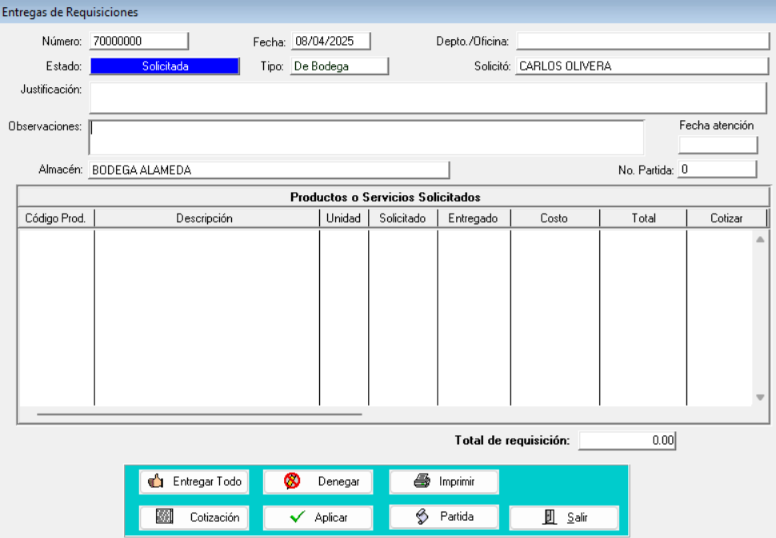 Entregas de Requisiciones
Número: 70000000 Fecha: 08/04/2025 Depto./Oficina:
Estado: Solicitada Tipo: De Bodega Solicitó: CARLOS OLIVERA
Justificación:
Observaciones: Fecha atención
Almacén: BODEGA ALAMEDA No. Partida: 0
Productos o Servicios Solicitados
Código Prod. Descripción Unidad Solicitado Entregado Costo Total Cotizar
Total de requisición: 0.00
Entregar Todo Denegar Imprimir
Cotización Aplicar Partida Salir